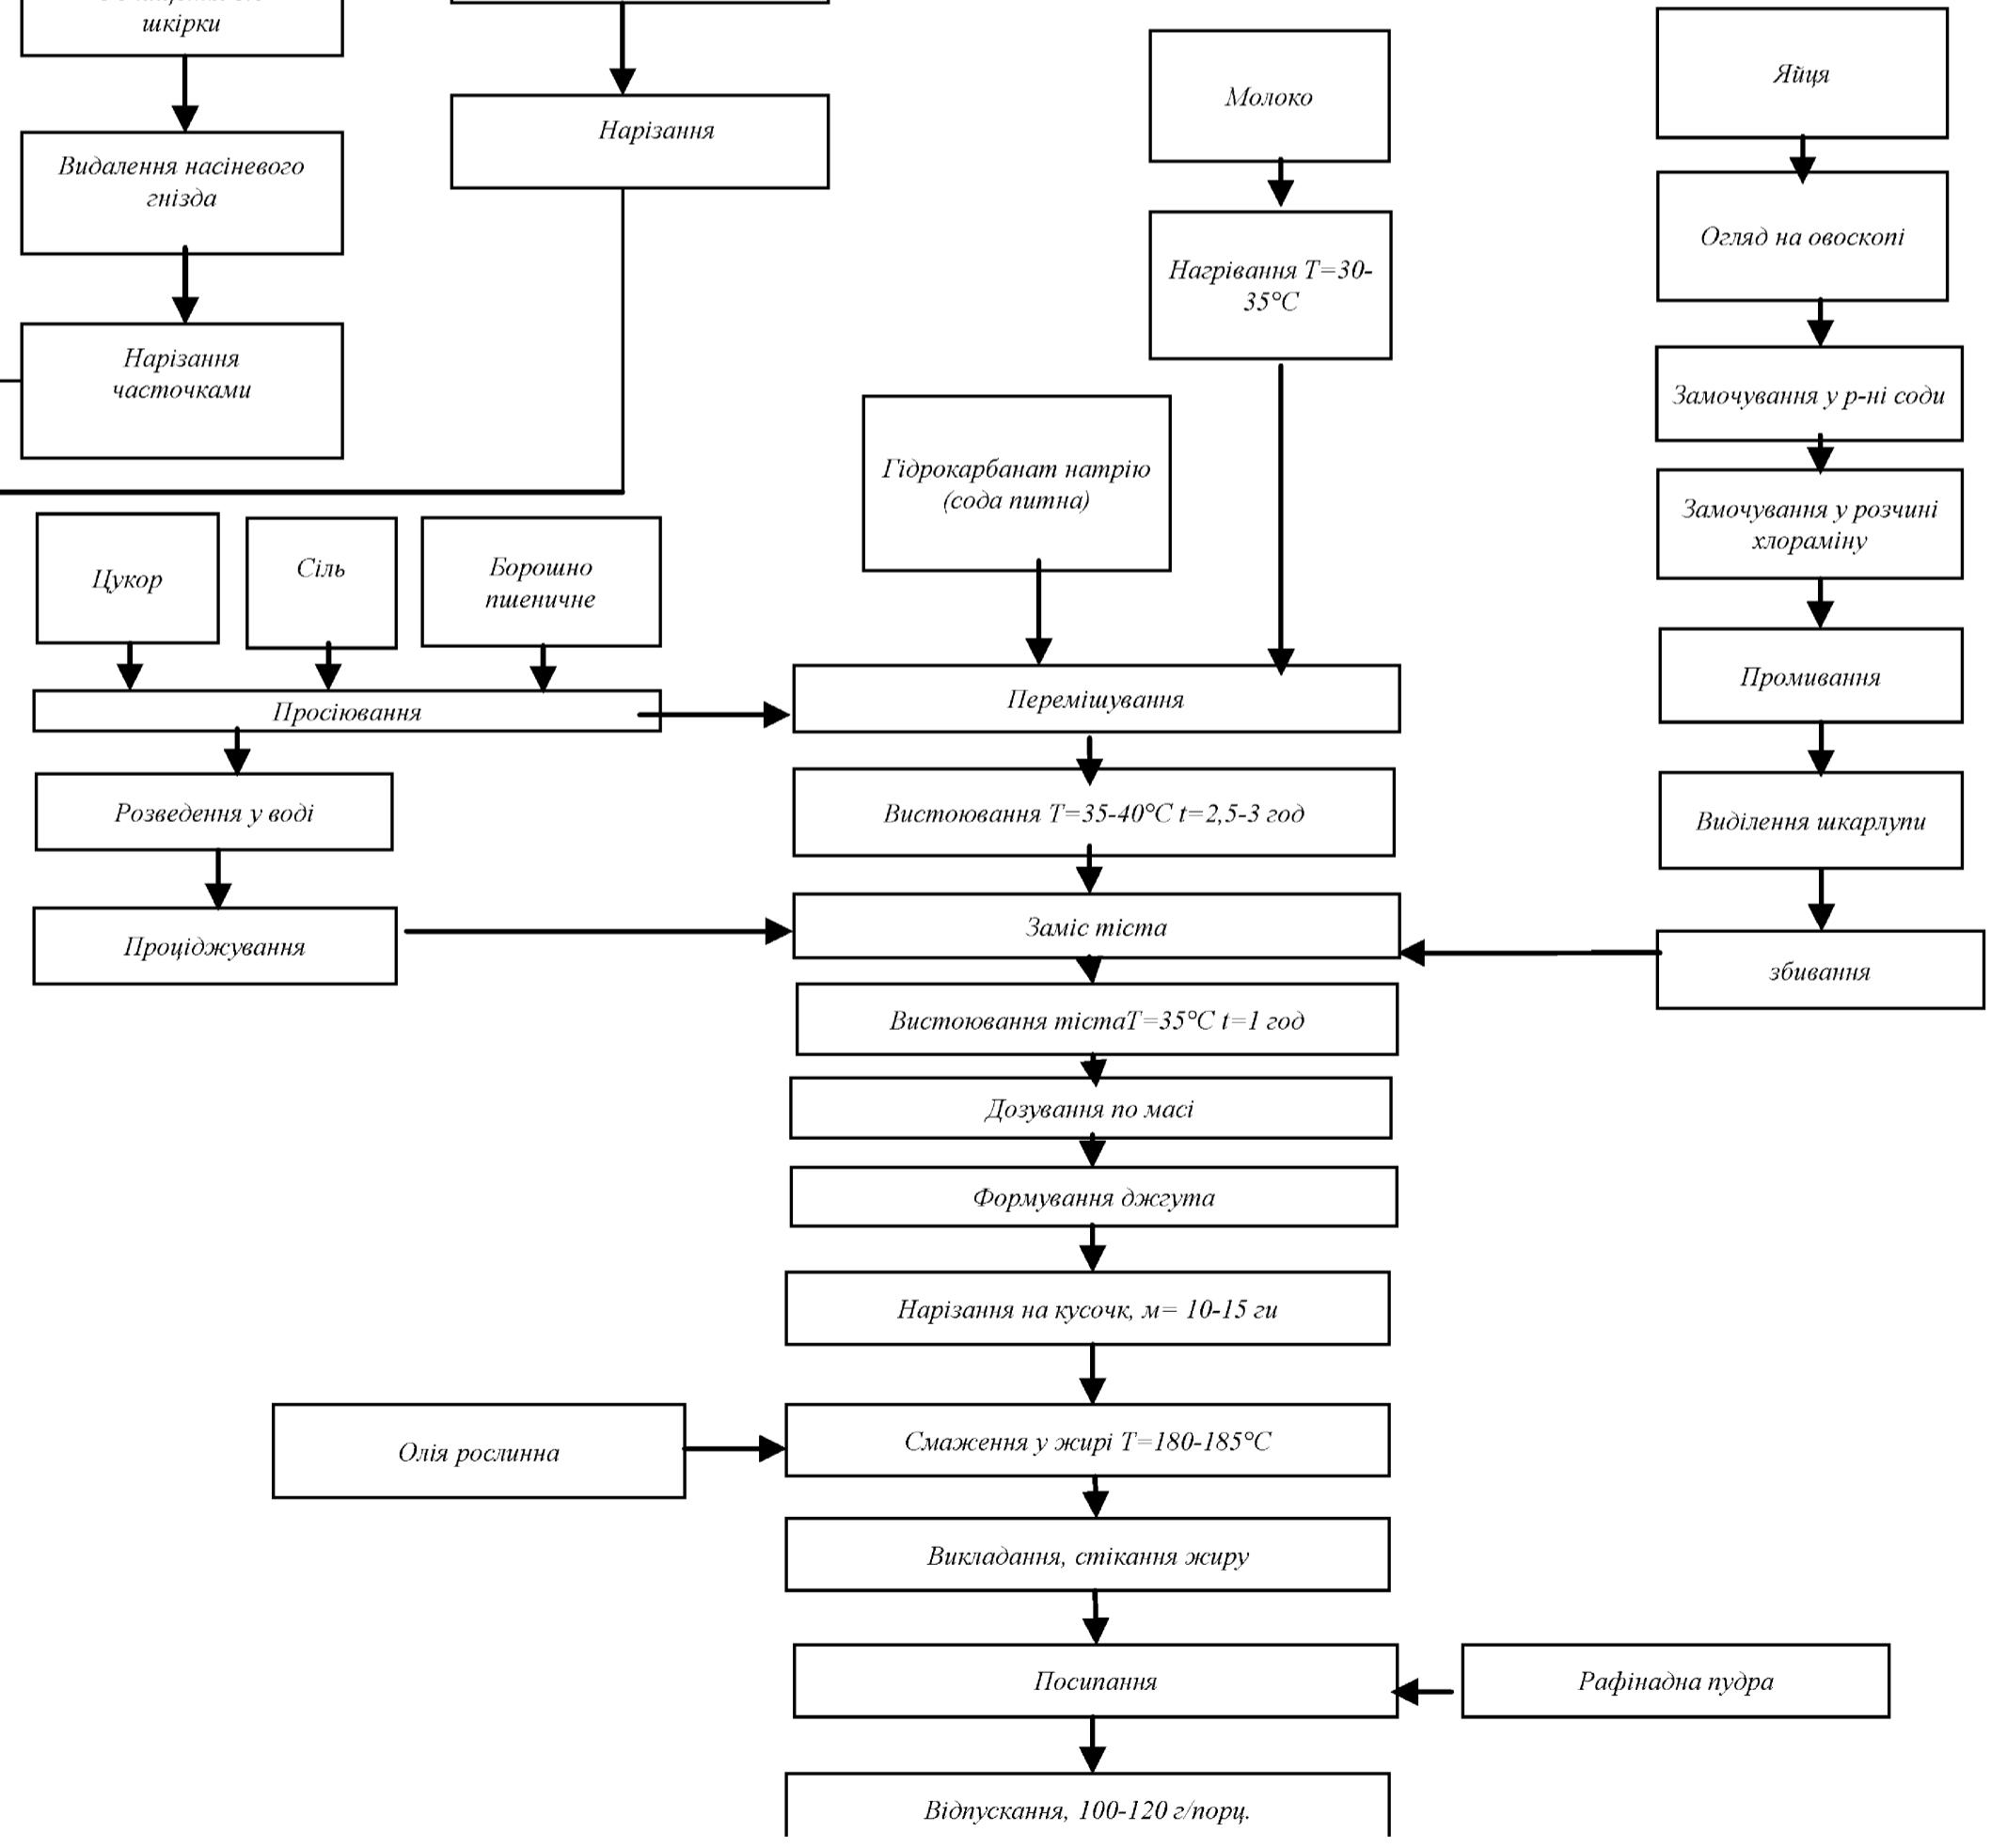 шкірки
Видалення насіневого
гнізда
Нарізання
часточками
Нарізання
Молоко
Нагрівання Т=30-
35°С
Яйця
Огляд на овоскопі
Замочування у р-ні соди
Замочування у розчині
хлораміну
Промивання
Виділення шкарлупи
збивання
Гідрокарбанат натрію
(сода питна)
Цукор
Сіль
Борошно
пшеничне
Просіювання
Розведення у воді
Проціджування
Перемішування
Вистоювання Т=35-40°С t=2,5-3 год
Заміс тіста
Вистоювання тістаТ=35°С t=1 год
Дозування по масі
Формування джгута
Нарізання на кусочк, м= 10-15 ги
Олія рослинна
Смаження у жирі Т=180-185°С
Викладання, стікання жиру
Посипання
Рафінадна пудра
Відпускання, 100-120 г/порц.